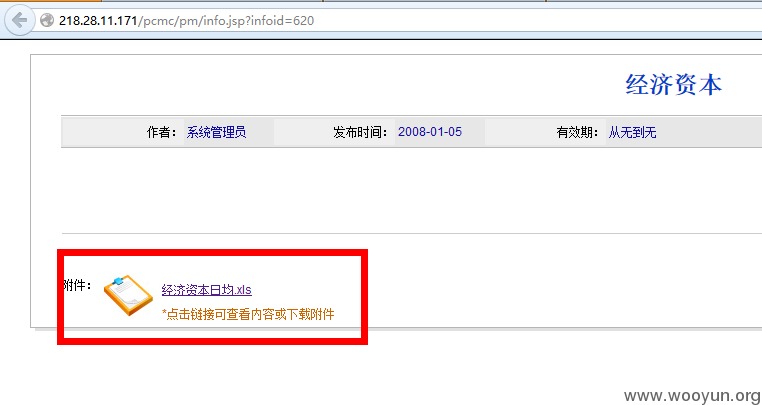 218.28.11.171/pcmc/pm/info.jsp?infoid=620
经济资本
作者： 系统管理员 发布时间： 2008-01-05 有效期： 从无到无
附件： 经济资本日均.xls
*点击链接可查看内容或下载附件
www.wooyun.org